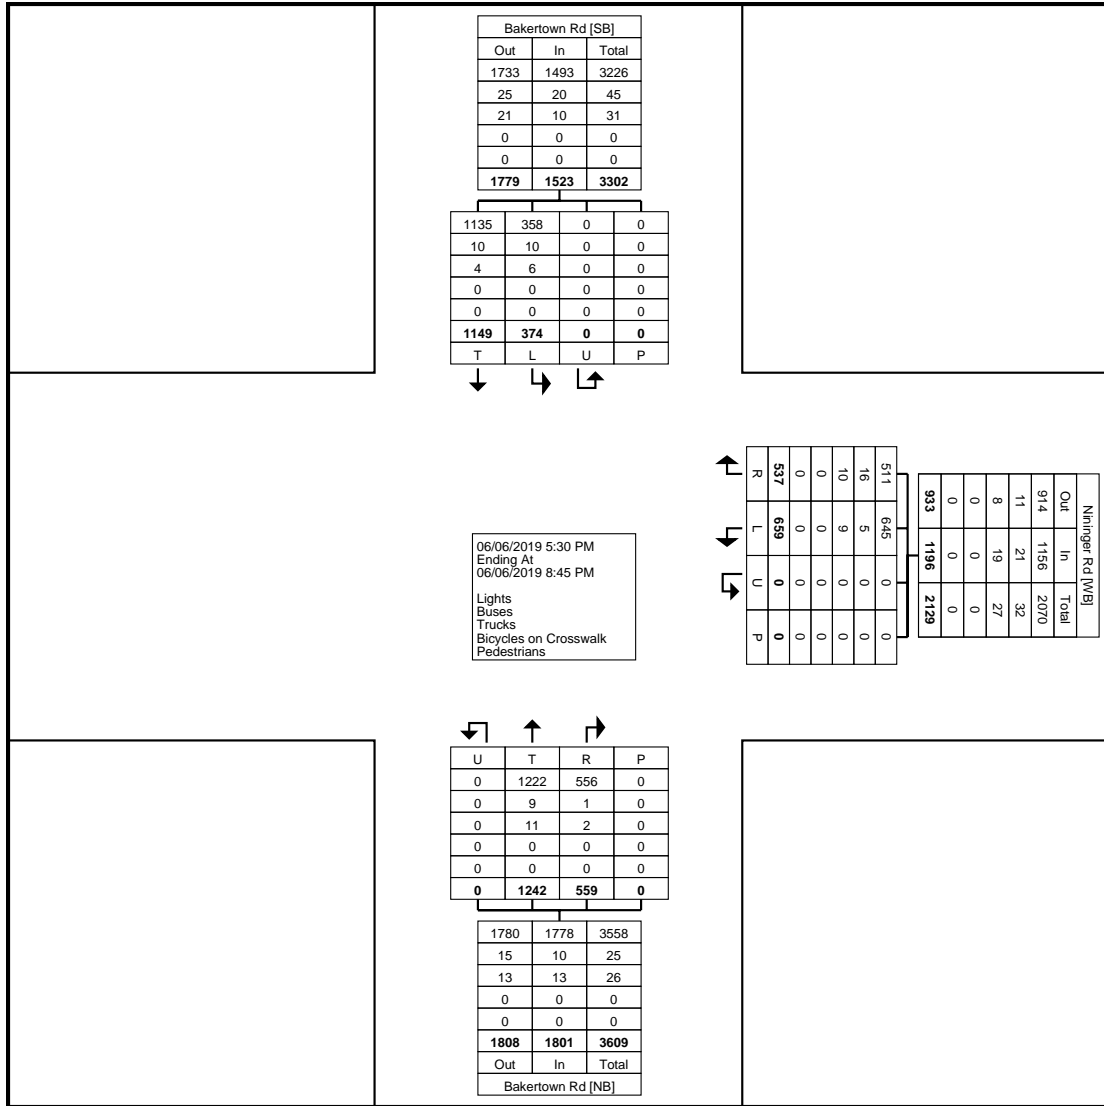 Bakertown Rd [SB]
Out In Total
1733 1493 3226
25 20 45
21 10 31
0 0 0
0 0 0
1779 1523 3302
1135 358 0 0
10 10 0 0
4 6 0 0
0 0 0 0
0 0 0 0
1149 374 0 0
T L U P
Nininger Rd [WB]
Out In Total
914 1156 2070
11 21 32
8 19 27
0 0 0
0 0 0
933 1196 2129
511 645 0 0
16 5 0 0
10 9 0 0
0 0 0 0
0 0 0 0
537 659 0 0
R L U P
06/06/2019 5:30 PM
Ending At
06/06/2019 8:45 PM
Lights
Buses
Trucks
Bicycles on Crosswalk
Pedestrians
U T R P
0 1222 556 0
0 9 1 0
0 11 2 0
0 0 0 0
0 0 0 0
0 1242 559 0
1780 1778 3558
15 10 25
13 13 26
0 0 0
0 0 0
1808 1801 3609
Out In Total
Bakertown Rd [NB]